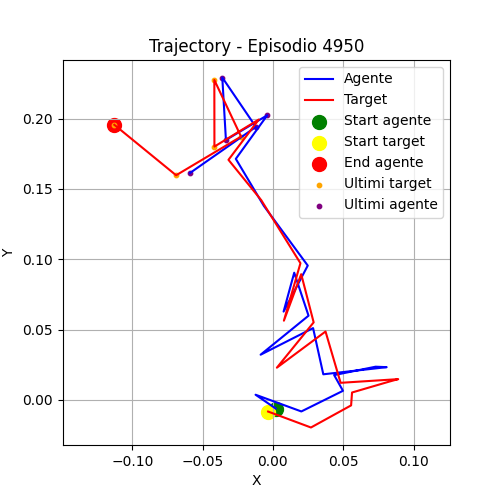 Trajectory - Episodio 4950
Agente
Target
Start agente
Start target
End agente
Ultimi target
Ultimi agente
Y
0.20
0.15
0.10
0.05
0.00
−0.10
−0.05
0.00
0.05
0.10
X